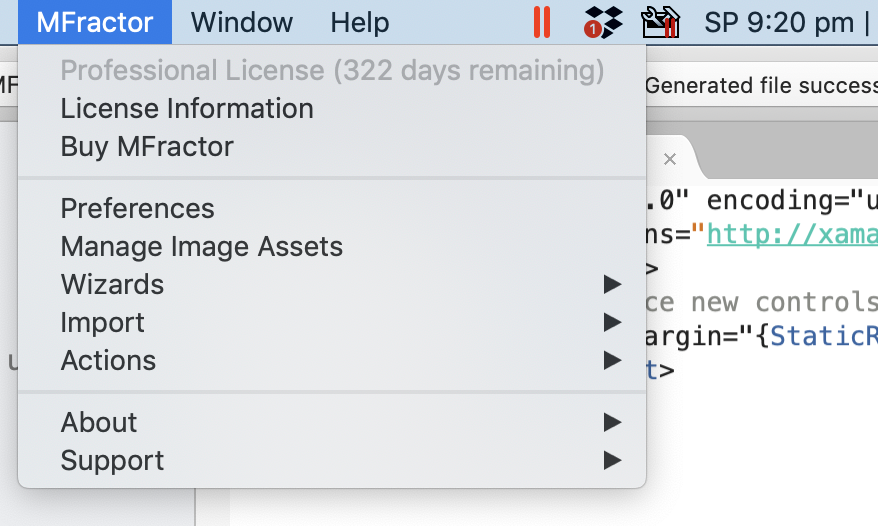 MFractor Window Help 1 SP 9:20 pm
Professional License (322 days remaining)
License Information
Buy MFractor
Preferences
Manage Image Assets
Wizards
Import
Actions
About
Support
MF
Generated file success
.0" encoding="u
ns="http://xama
>
ce new controls
argin="{StaticR
t>
u